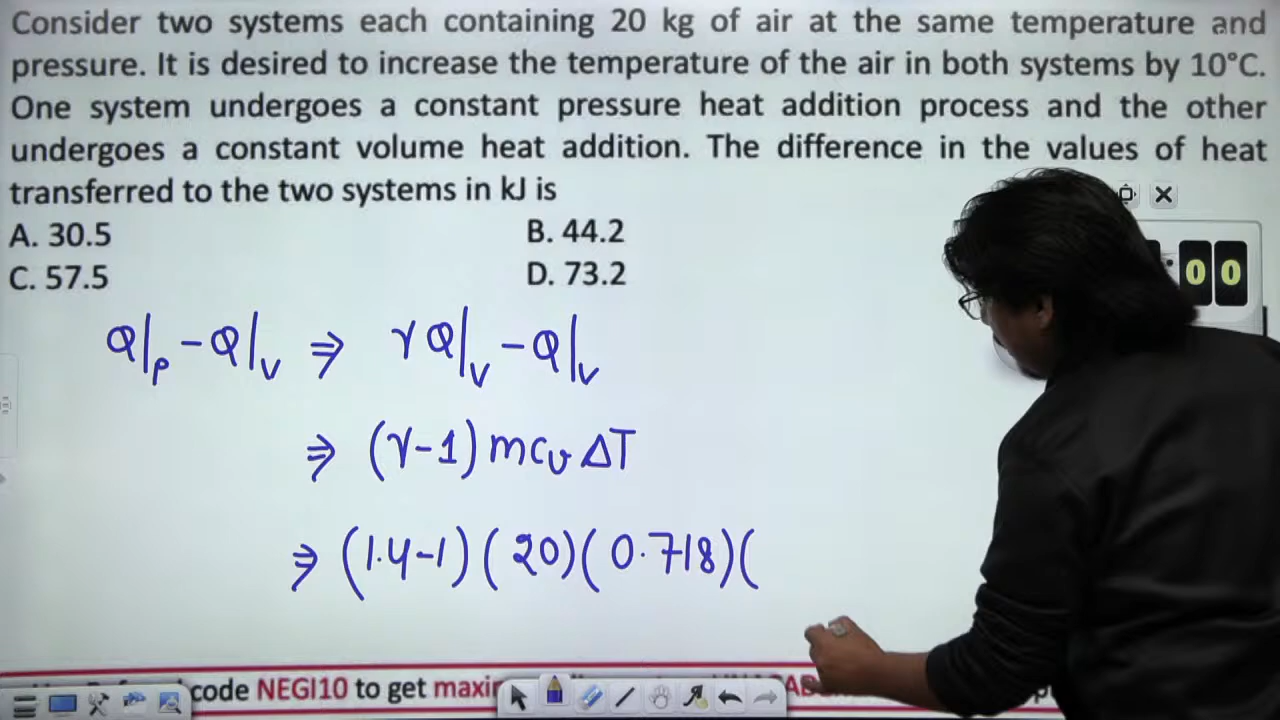 Consider two systems each containing 20 kg of air at the same temperature and
pressure. It is desired to increase the temperature of the air in both systems by 10°C.
One system undergoes a constant pressure heat addition process and the other
undergoes a constant volume heat addition. The difference in the values of heat
transferred to the two systems in kJ is
A. 30.5 B. 44.2
C. 57.5 D. 73.2
00
Q|p - Q|v ⇒ γQ|v - Q|v
⇒ (γ-1) mcv ΔT
⇒ (1.4-1)(20)(0.718)(
code NEGI10 to get